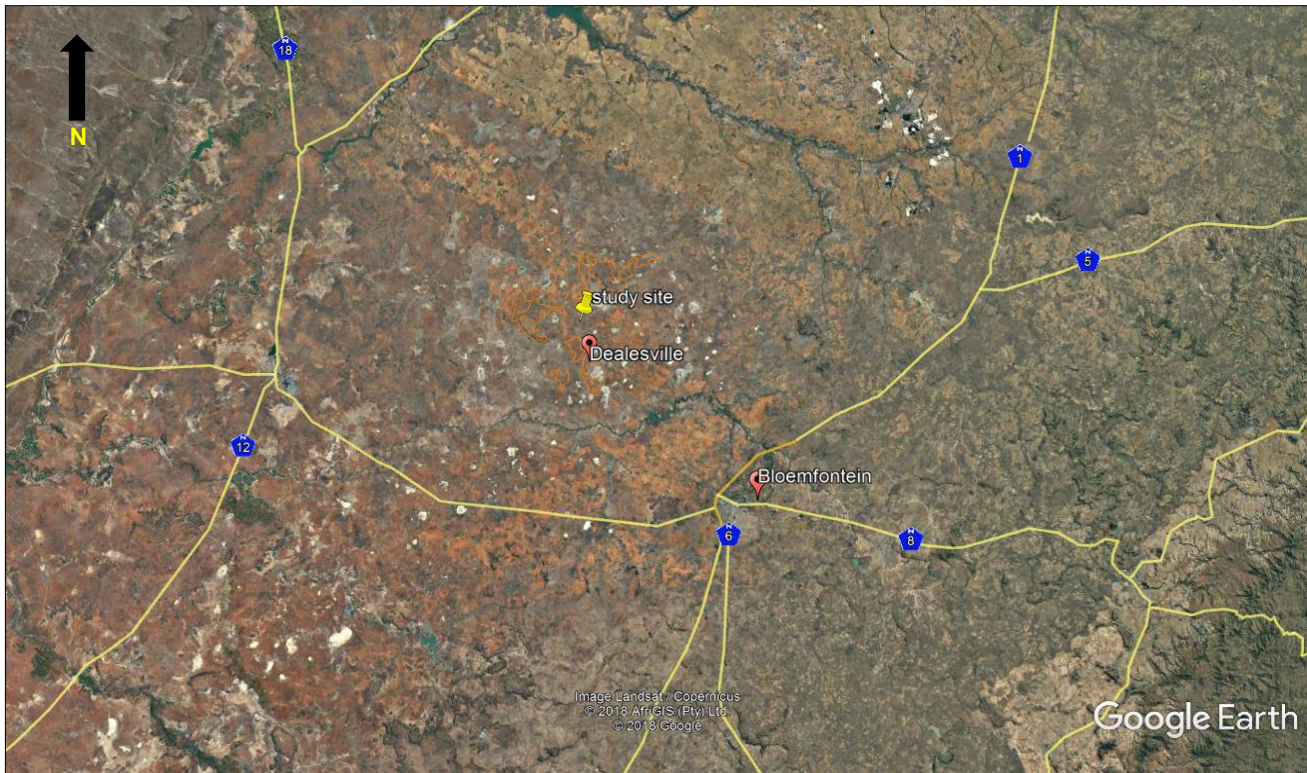 N
18
N
N
1
N
5
study site
Dealesville
N
12
Bloemfontein
N
6
N
8
Image Landsat / Copernicus
© 2018 AfriGIS (Pty) Ltd.
© 2018 Google
Google Earth